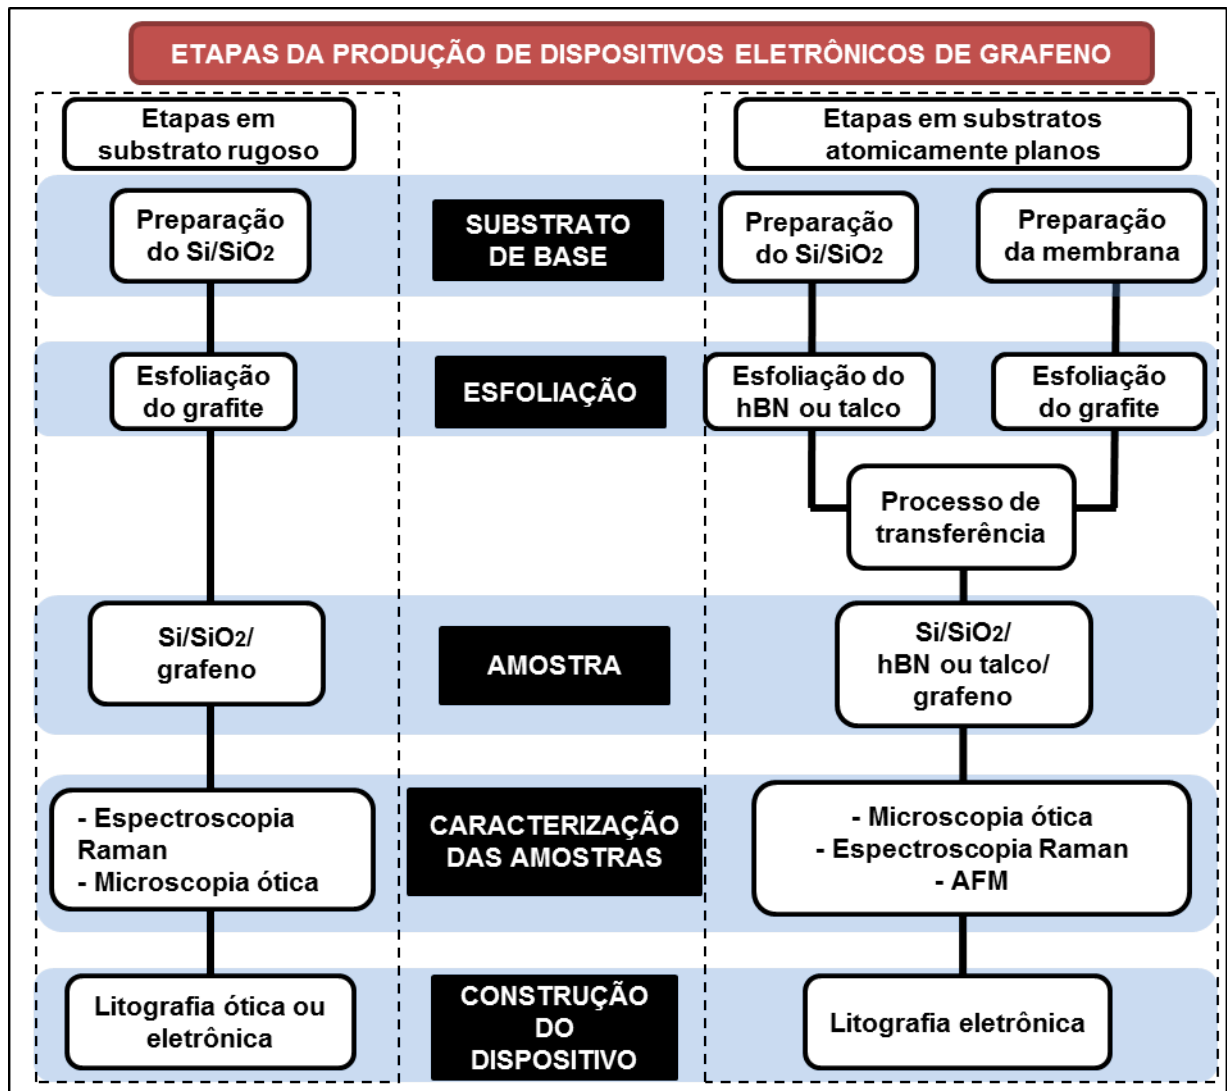 ETAPAS DA PRODUÇÃO DE DISPOSITIVOS ELETRÔNICOS DE GRAFENO
Etapas em
substrato rugoso
Etapas em substratos
atomicamente planos
Preparação
do Si/SiO2
SUBSTRATO
DE BASE
Preparação
do Si/SiO2
Preparação
da membrana
Esfoliação
do grafite
ESFOLIAÇÃO
Esfoliação do
hBN ou talco
Esfoliação
do grafite
Processo de
transferência
Si/SiO2/
grafeno
AMOSTRA
Si/SiO2/
hBN ou talco/
grafeno
- Espectroscopia
Raman
- Microscopia ótica
CARACTERIZAÇÃO
DAS AMOSTRAS
- Microscopia ótica
- Espectroscopia Raman
- AFM
Litografia ótica ou
eletrônica
CONSTRUÇÃO
DO
DISPOSITIVO
Litografia eletrônica